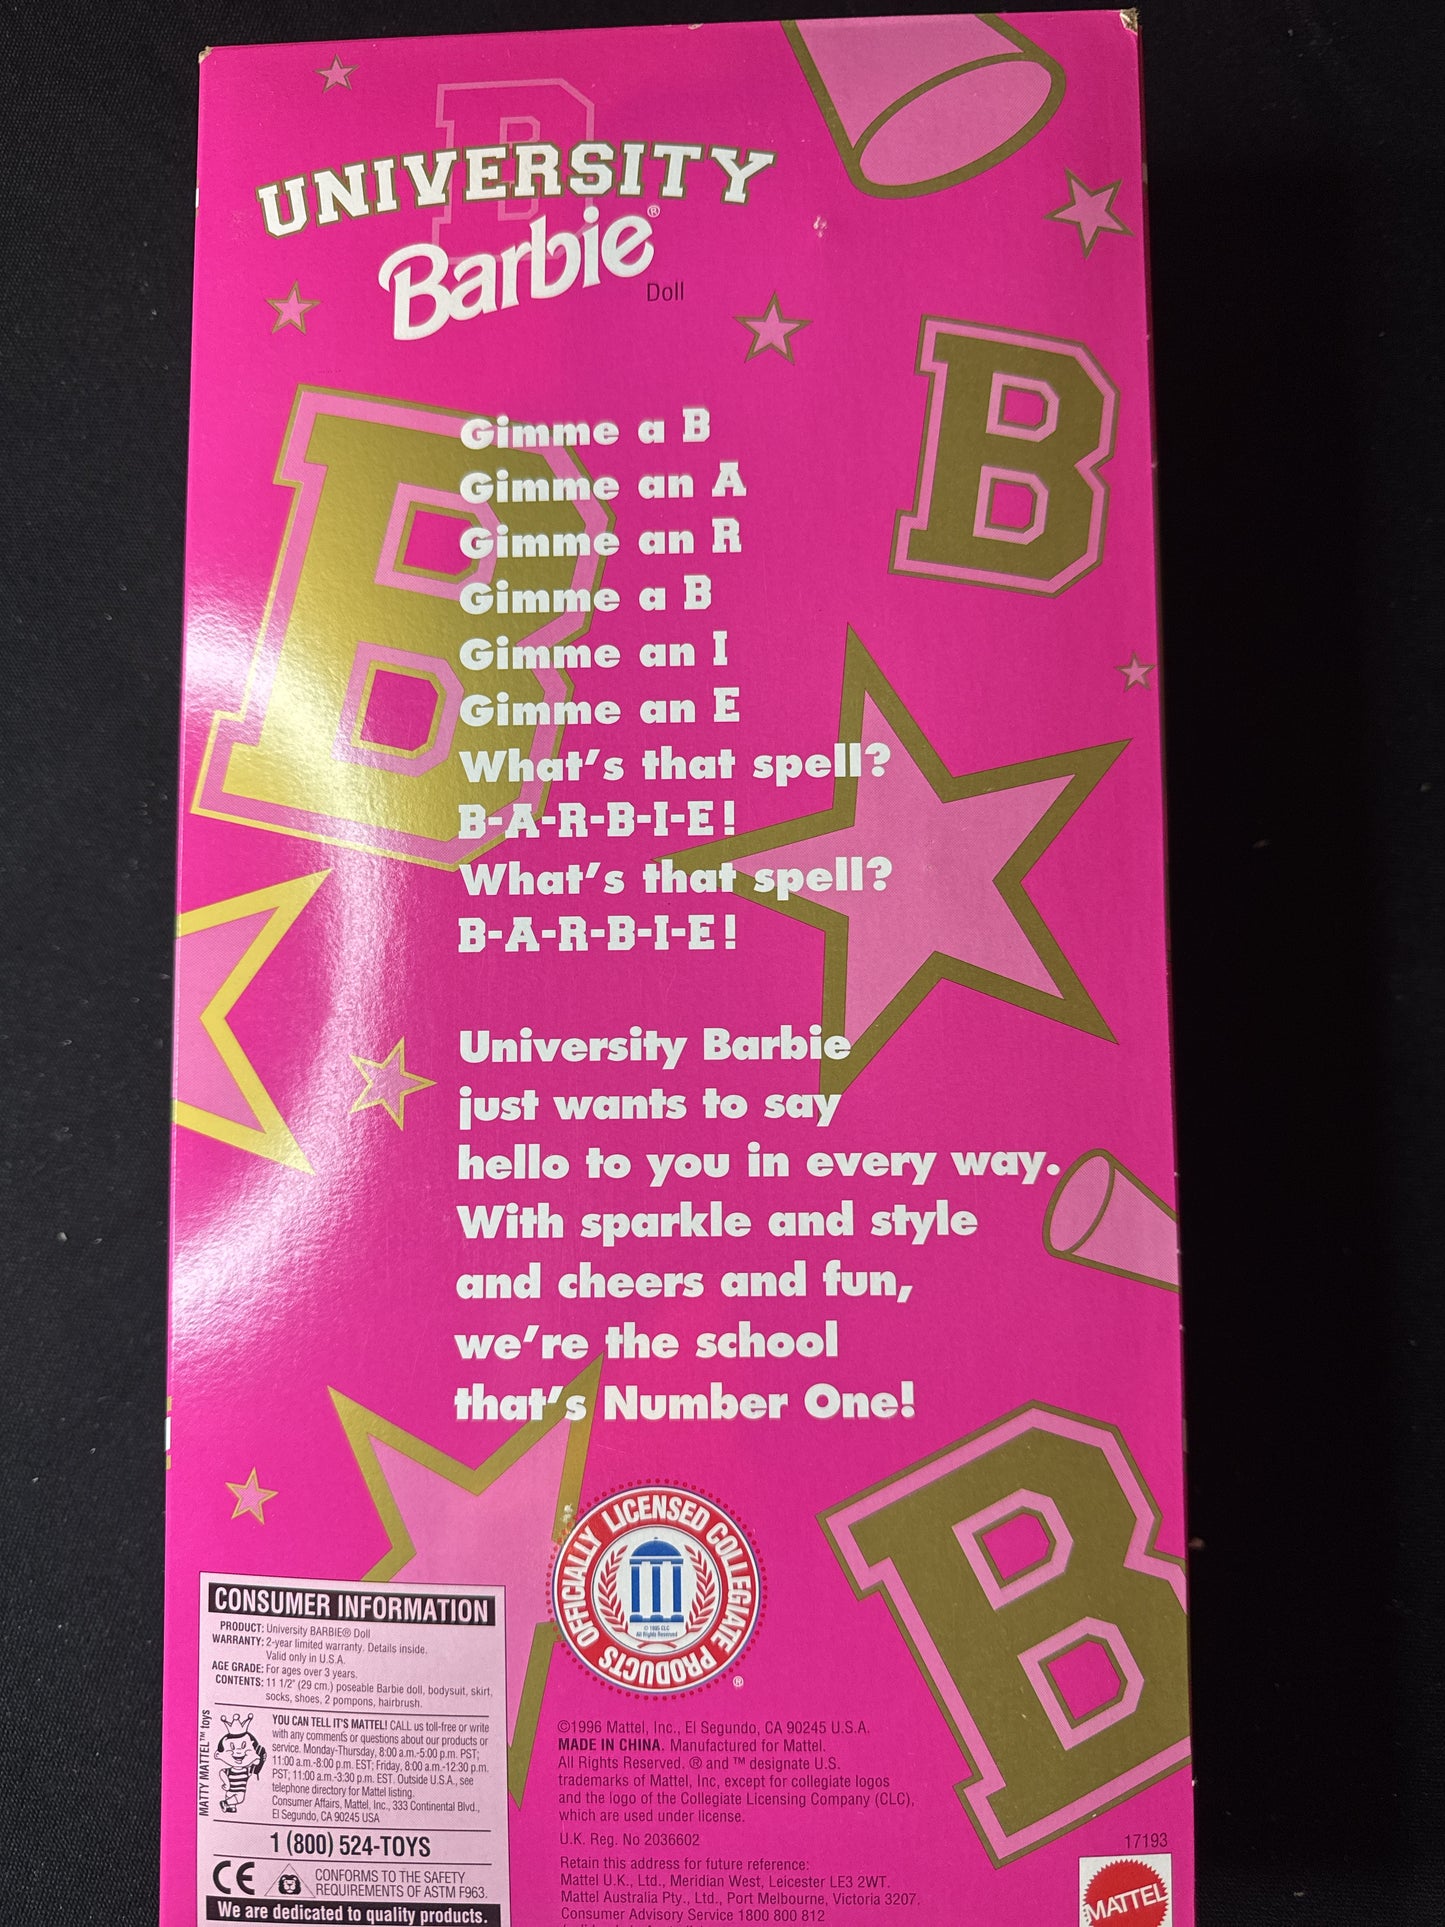 B
UNIVERSITY
Barbie®
Doll
B
B
Gimme a B
Gimme an A
Gimme an R
Gimme a B
Gimme an I
Gimme an E
What's that spell?
B-A-R-B-I-E!
What's that spell?
B-A-R-B-I-E!
University Barbie
just wants to say
hello to you in every way.
With sparkle and style
and cheers and fun,
we're the school
that's Number One!
B
OFFICIALLY LICENSED COLLEGIATE PRODUCTS
© 1995 CLC
All Rights Reserved
®
CONSUMER INFORMATION
PRODUCT: University BARBIE® Doll
WARRANTY: 2-year limited warranty. Details inside.
Valid only in U.S.A.
AGE GRADE: For ages over 3 years.
CONTENTS: 11 1/2" (29 cm.) poseable Barbie doll, bodysuit, skirt,
socks, shoes, 2 pompons, hairbrush.
MATTY MATTEL™ toys
YOU CAN TELL IT'S MATTEL! CALL us toll-free or write
with any comments or questions about our products or
service. Monday-Thursday, 8:00 a.m.-5:00 p.m. PST;
11:00 a.m.-8:00 p.m. EST; Friday, 8:00 a.m.-12:30 p.m.
PST; 11:00 a.m.-3:30 p.m. EST. Outside U.S.A., see
telephone directory for Mattel listing.
Consumer Affairs, Mattel, Inc., 333 Continental Blvd.,
El Segundo, CA 90245 USA
1 (800) 524-TOYS
CE
CONFORMS TO THE SAFETY
REQUIREMENTS OF ASTM F963.
We are dedicated to quality products.
©1996 Mattel, Inc., El Segundo, CA 90245 U.S.A.
MADE IN CHINA. Manufactured for Mattel.
All Rights Reserved. ® and ™ designate U.S.
trademarks of Mattel, Inc, except for collegiate logos
and the logo of the Collegiate Licensing Company (CLC),
which are used under license.
U.K. Reg. No 2036602
Retain this address for future reference:
Mattel U.K., Ltd., Meridian West, Leicester LE3 2WT.
Mattel Australia Pty., Ltd., Port Melbourne, Victoria 3207.
Consumer Advisory Service 1800 800 812
17193
MATTEL